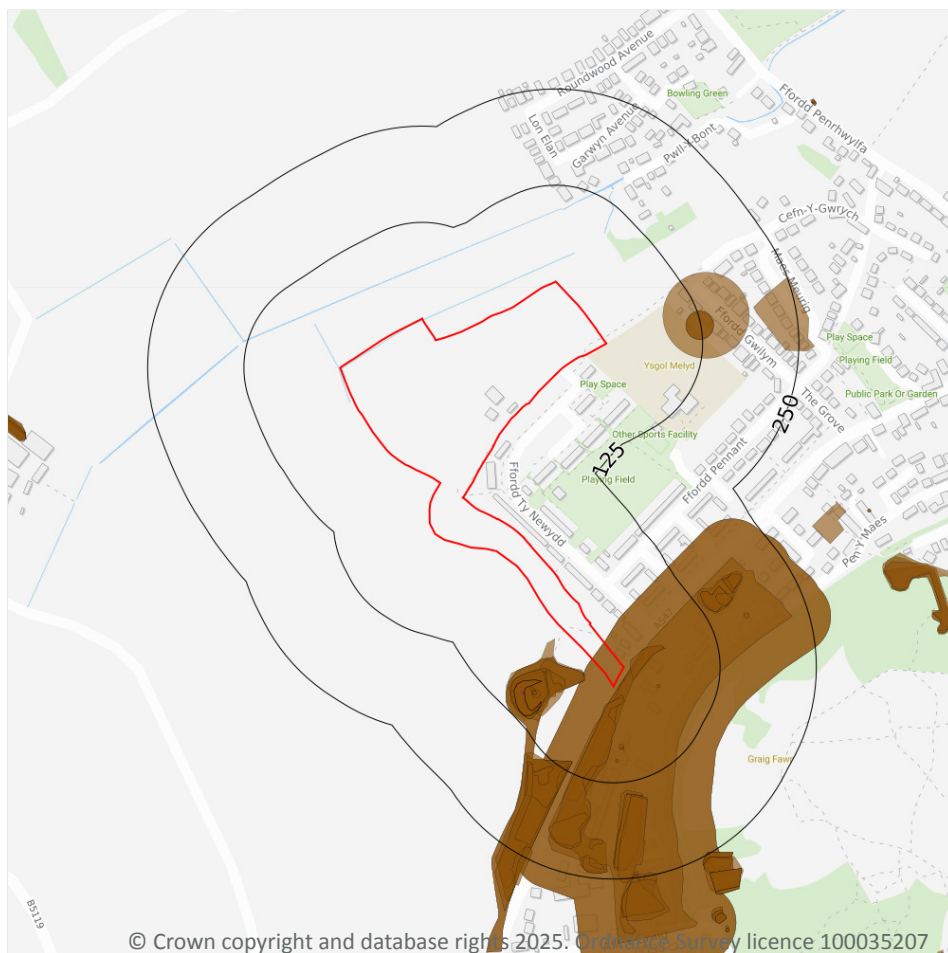 Roundwood Avenue
Bowling Green
Ffordd Penrhwylfa
Lon Elan
Garwyn Avenue
Pwll-Y-Bont
Cefn-Y-Gwrych
Maes Meurig
Ffordd Gwilym
Play Space
Playing Field
Ysgol Melyd
Play Space
The Grove
Public Park Or Garden
250
Other Sports Facility
125
Playing Field
Ffordd Pennant
Ffordd Ty Newydd
Pen Y Maes
A547
Graig Fawr
B5119
© Crown copyright and database rights 2025. Ordnance Survey licence 100035207